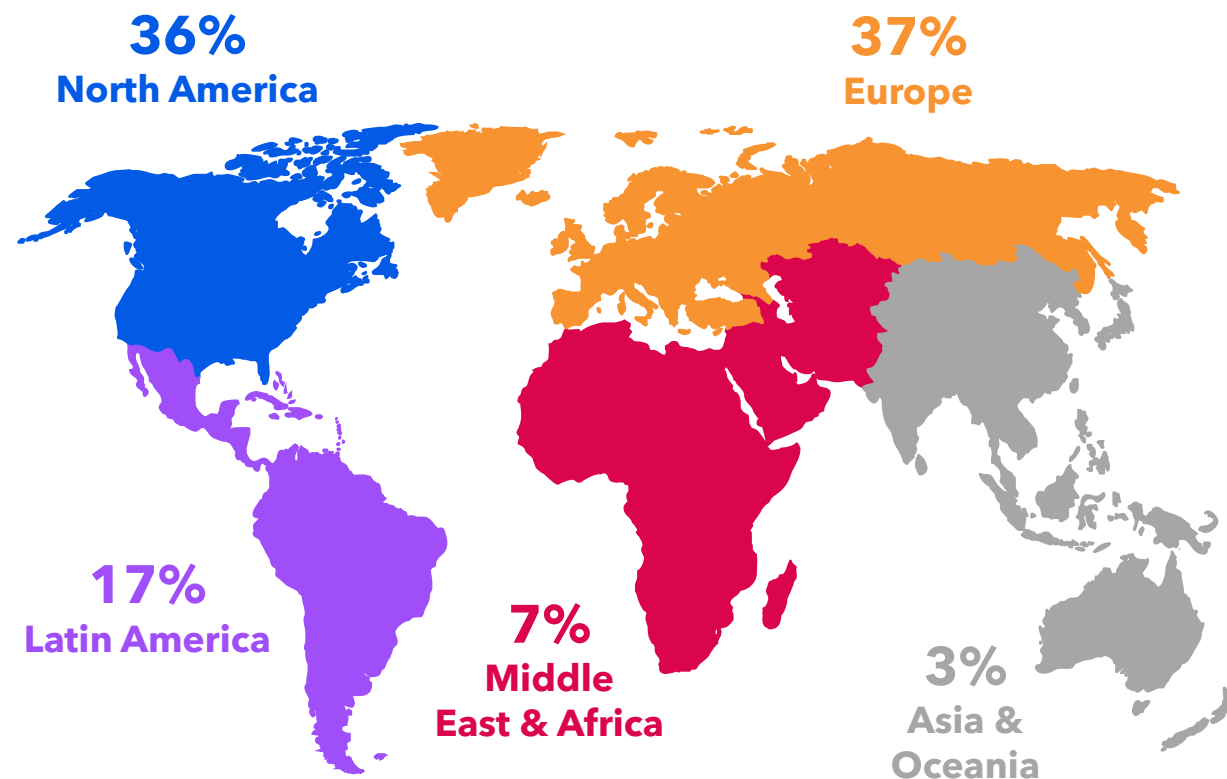 36%
North America
37%
Europe
17%
Latin America
7%
Middle
East & Africa
3%
Asia &
Oceania